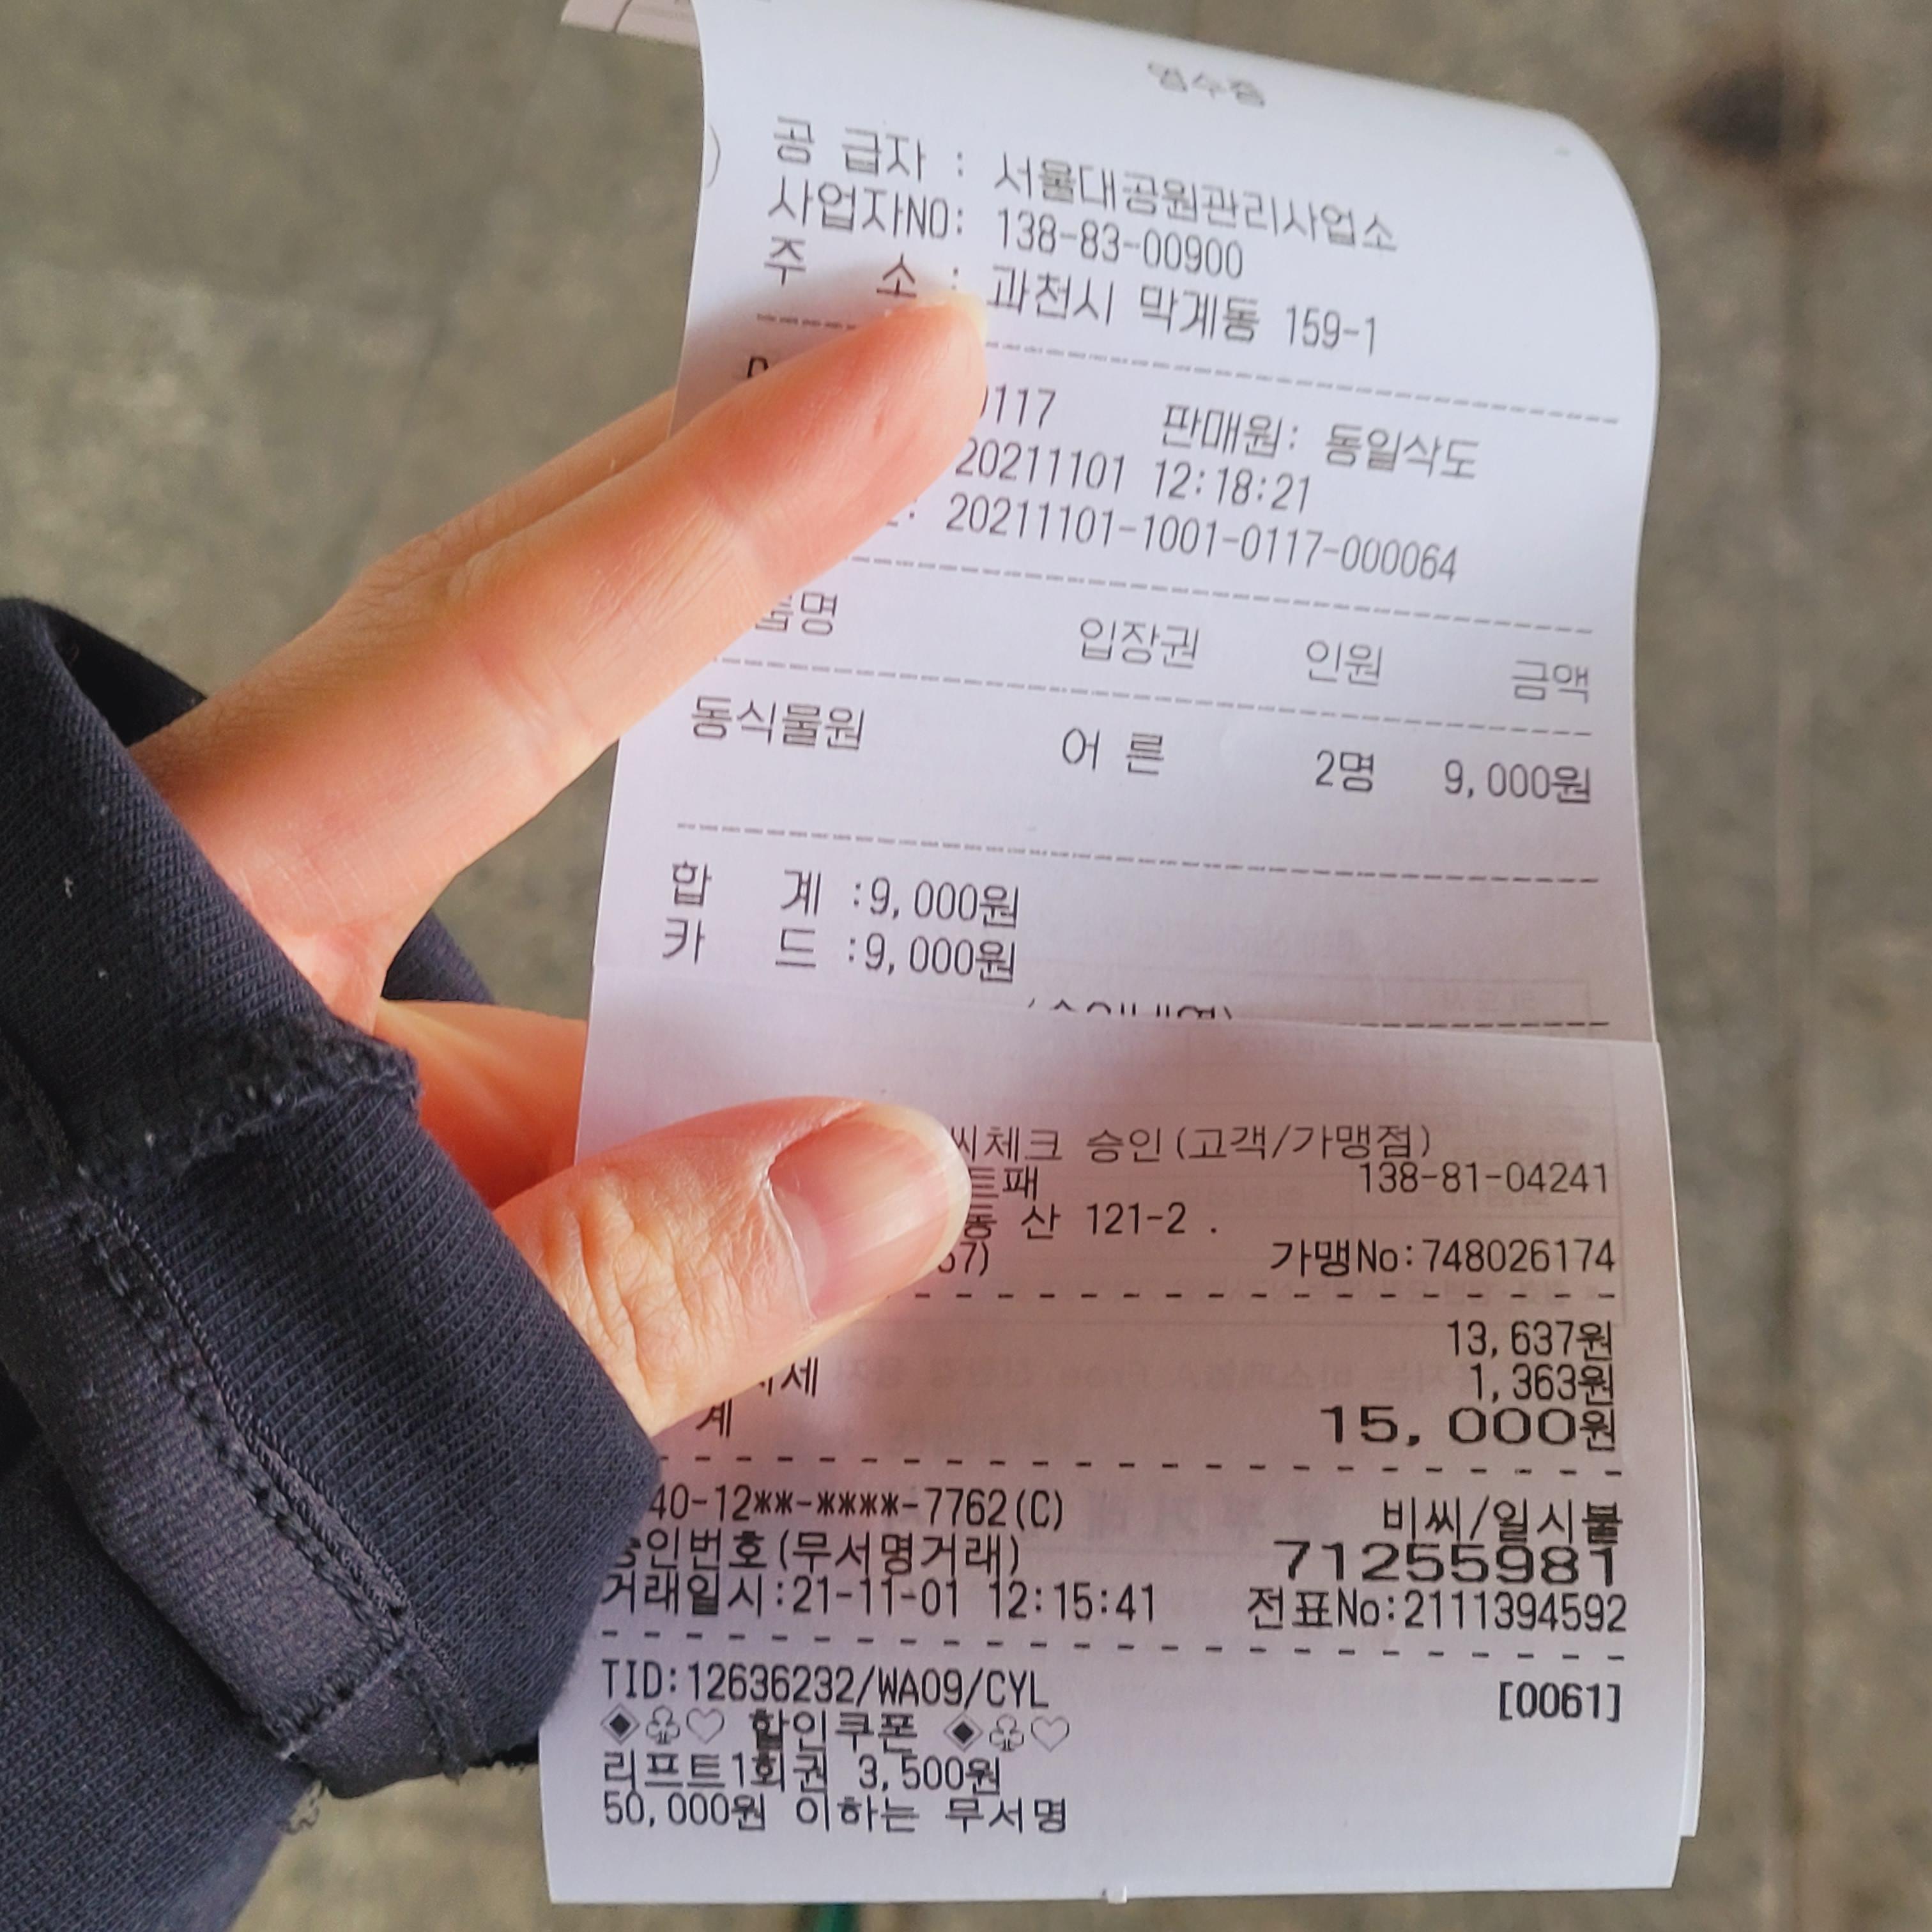 영수증
공 급자 : 서울대공원관리사업소
사업자NO: 138-83-00900
주 소 : 과천시 막계동 159-1
0117 판매원: 동일삭도
20211101 12:18:21
: 20211101-1001-0117-000064
물명 입장권 인원 금액
동식물원 어 른 2명 9,000원
합 계 :9,000원
카 드 :9,000원
씨체크 승인(고객/가맹점)
트패 138-81-04241
동 산 121-2 .
67) 가맹No:748026174
13,637원
세 1,363원
계 15,000원
40-12**-****-7762(C) 비씨/일시불
승인번호(무서명거래) 71255981
거래일시:21-11-01 12:15:41 전표No:2111394592
TID:12636232/WA09/CYL [0061]
◈♧♡ 할인쿠폰 ◈♧♡
리프트1회권 3,500원
50,000원 이하는 무서명